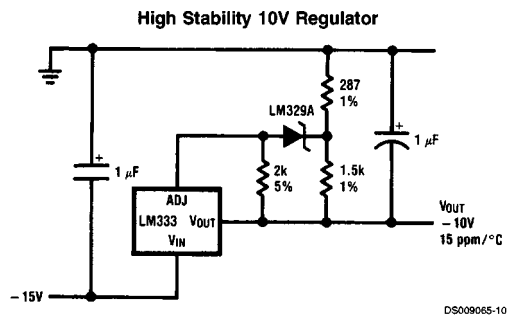 High Stability 10V Regulator
287
1%
LM329A
+
1 μF
2k
5%
1.5k
1%
+
1 μF
ADJ
LM333 VOUT
VIN
VOUT
– 10V
15 ppm/°C
– 15V
DS009065-10